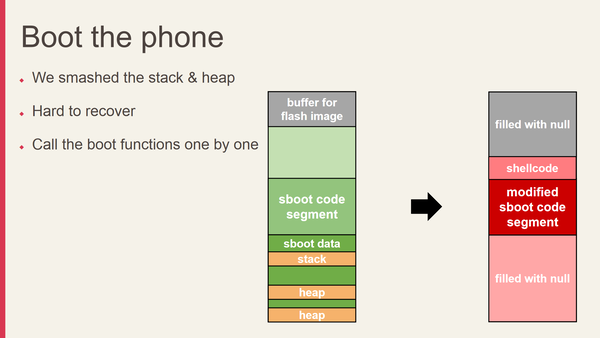 Boot the phone
We smashed the stack & heap
Hard to recover
Call the boot functions one by one
buffer for
flash image
sboot code
segment
sboot data
stack
heap
heap
filled with null
shellcode
modified
sboot code
segment
filled with null